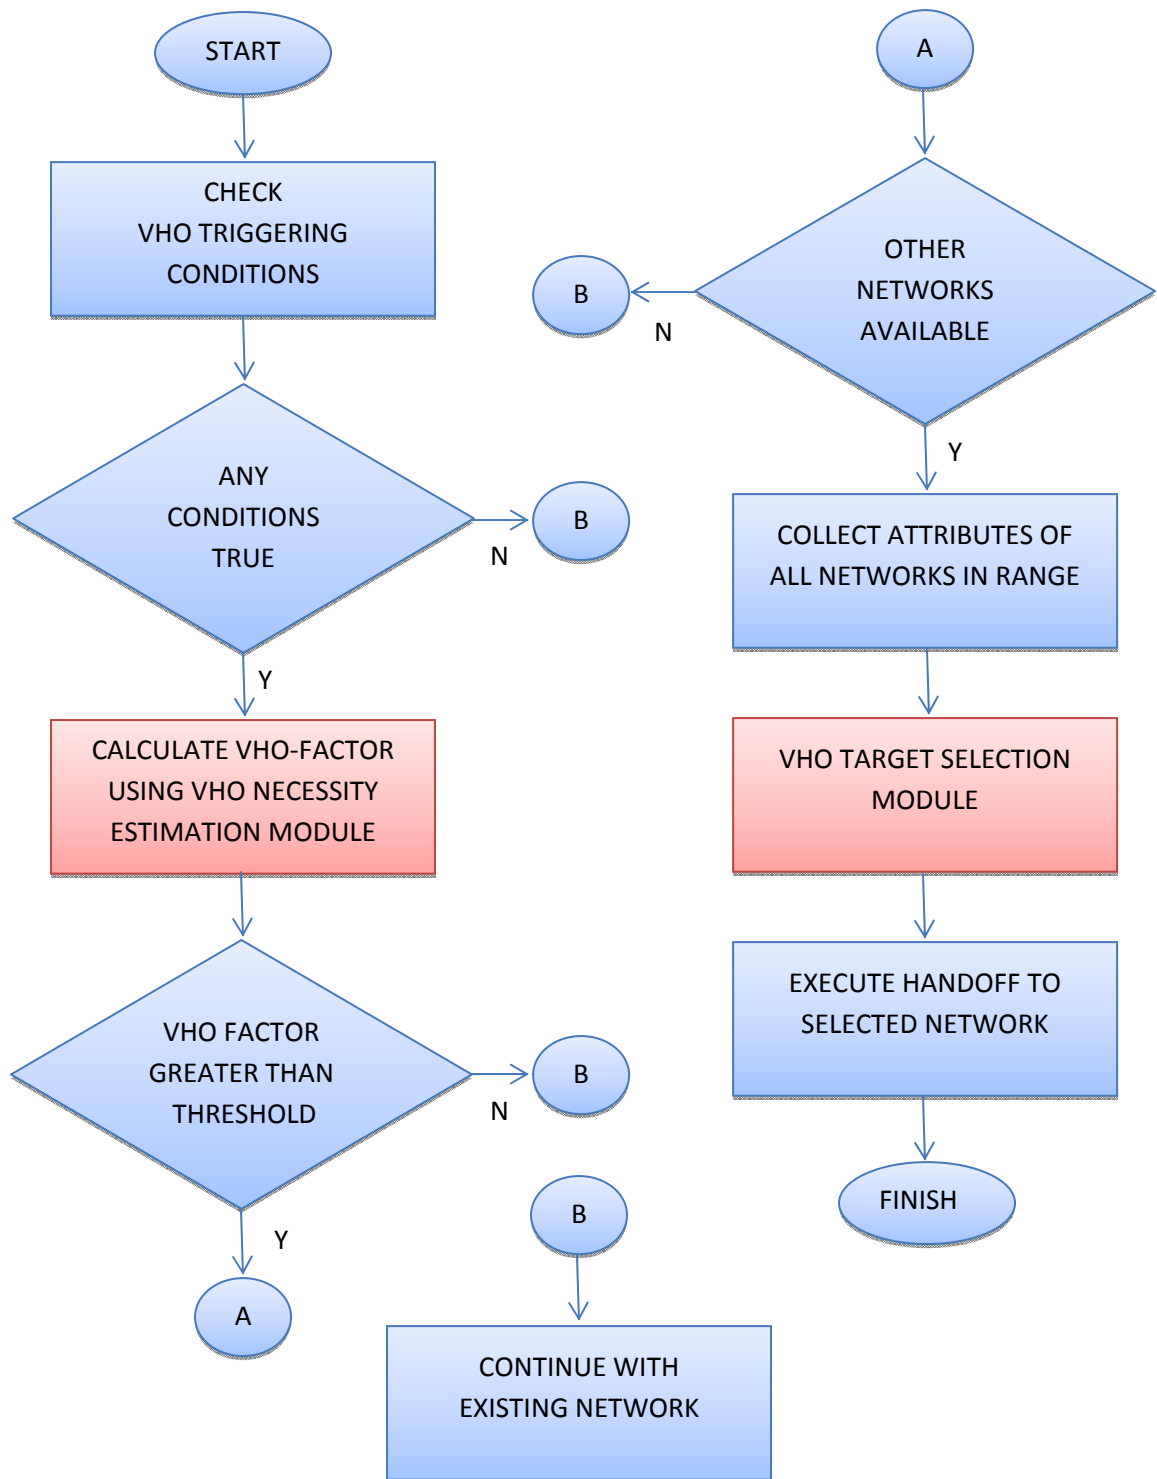 START
CHECK
VHO TRIGGERING
CONDITIONS
ANY
CONDITIONS
TRUE
N
B
Y
CALCULATE VHO-FACTOR
USING VHO NECESSITY
ESTIMATION MODULE
VHO FACTOR
GREATER THAN
THRESHOLD
N
B
Y
A
B
CONTINUE WITH
EXISTING NETWORK
A
OTHER
NETWORKS
AVAILABLE
N
B
Y
COLLECT ATTRIBUTES OF
ALL NETWORKS IN RANGE
VHO TARGET SELECTION
MODULE
EXECUTE HANDOFF TO
SELECTED NETWORK
FINISH